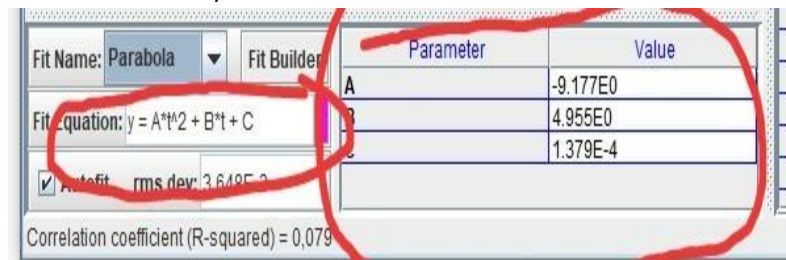 Fit Name: Parabola Fit Builder
Parameter Value
A -9.177E0
Fit Equation: y = A*t^2 + B*t + C
B 4.955E0
C 1.379E-4
Autofit rms dev: 3.648E-2
Correlation coefficient (R-squared) = 0,079